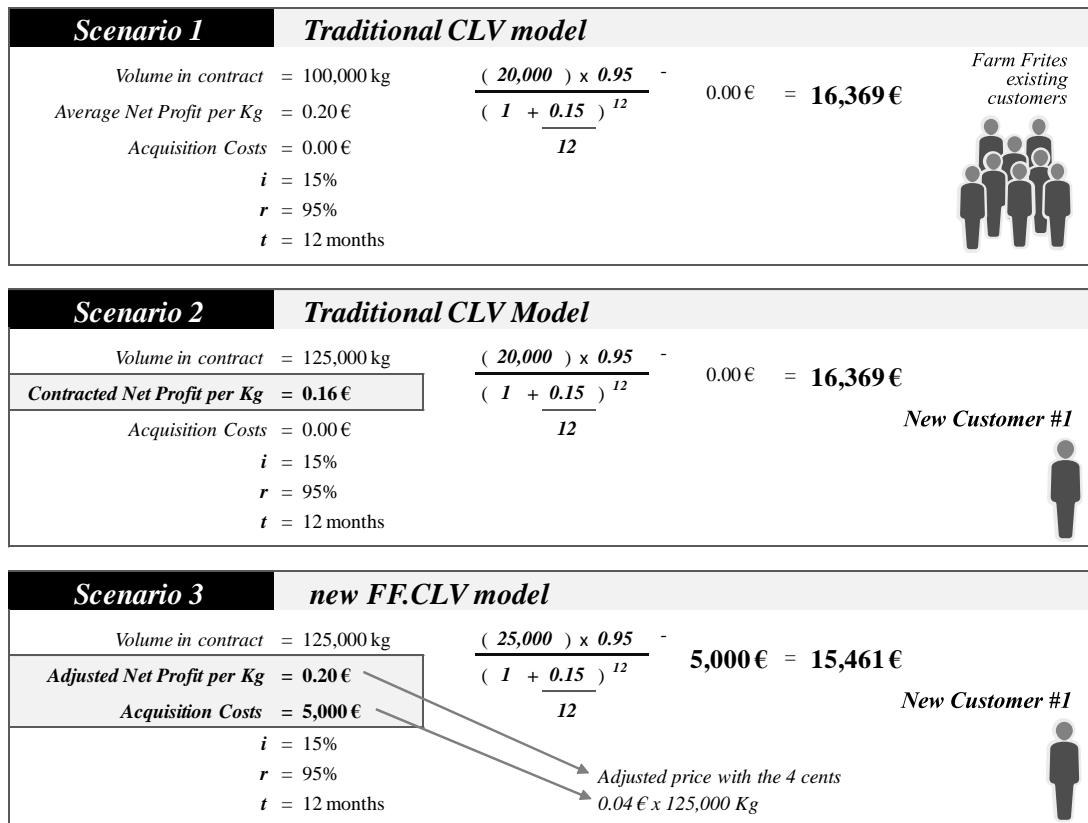 Scenario 1 Traditional CLV model
Farm Frites
existing
customers
Volume in contract = 100,000 kg
Average Net Profit per Kg = 0.20 €
Acquisition Costs = 0.00 €
i = 15%
r = 95%
t = 12 months
( 20,000 ) x 0.95 -
( 1 + 0.15 ) 12
12
0.00 € = 16,369 €
Scenario 2 Traditional CLV Model
Volume in contract = 125,000 kg
Contracted Net Profit per Kg = 0.16 €
Acquisition Costs = 0.00 €
i = 15%
r = 95%
t = 12 months
( 20,000 ) x 0.95 -
( 1 + 0.15 ) 12
12
0.00 € = 16,369 €
New Customer #1
Scenario 3 new FF.CLV model
Volume in contract = 125,000 kg
Adjusted Net Profit per Kg = 0.20 €
Acquisition Costs = 5,000 €
i = 15%
r = 95%
t = 12 months
( 25,000 ) x 0.95 -
( 1 + 0.15 ) 12
12
5,000 € = 15,461 €
New Customer #1
Adjusted price with the 4 cents
0.04 € x 125,000 Kg